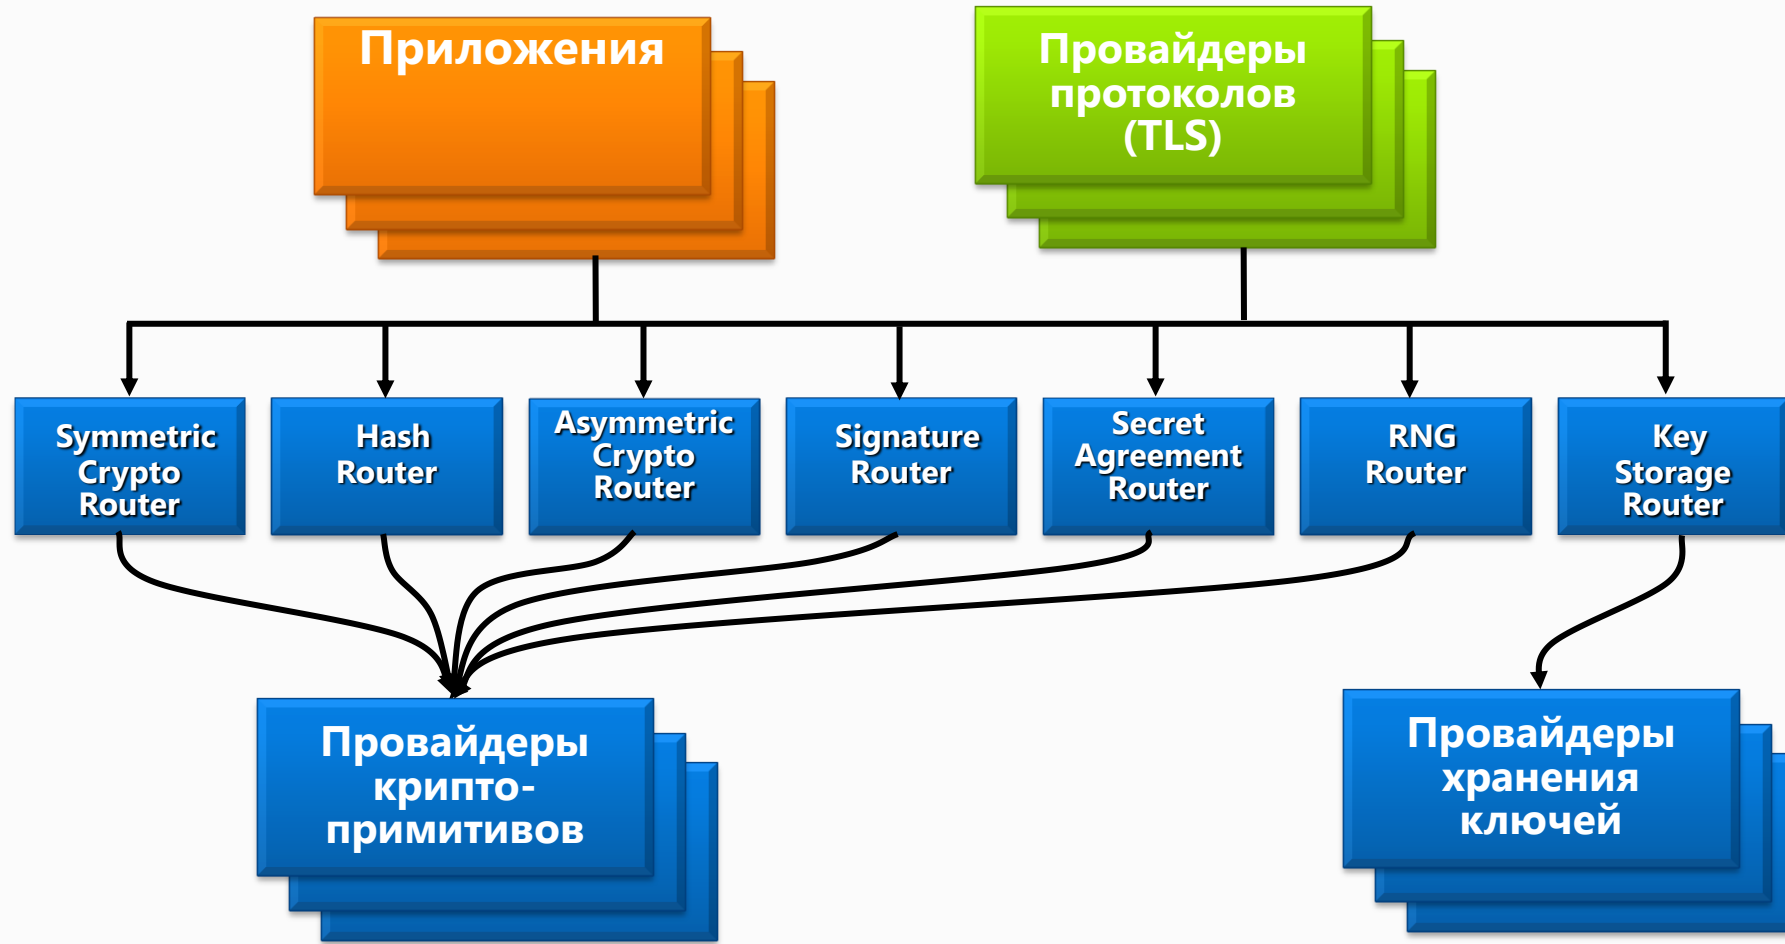 Приложения
Провайдеры
протоколов
(TLS)
Symmetric
Crypto
Router
Hash
Router
Asymmetric
Crypto
Router
Signature
Router
Secret
Agreement
Router
RNG
Router
Key
Storage
Router
Провайдеры
крипто-
примитивов
Провайдеры
хранения
ключей